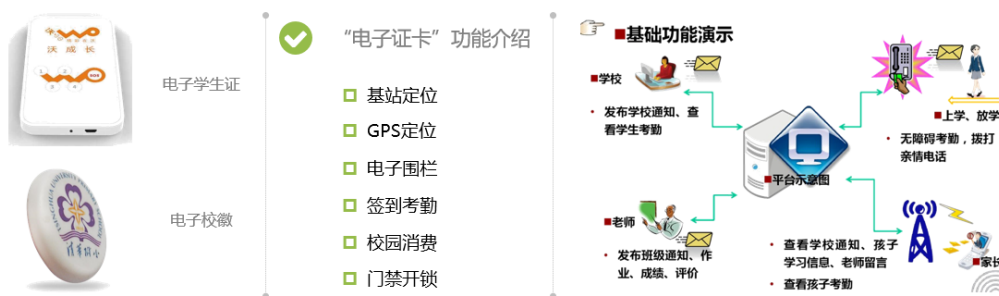 沃成长
1
2
3
4
SOS
电子学生证
电子校徽
“电子证卡”功能介绍
基站定位
GPS定位
电子围栏
签到考勤
校园消费
门禁开锁
■基础功能演示
■学校
• 发布学校通知、查
看学生考勤
■上学、放学
• 无障碍考勤，拨打
亲情电话
■平台示意图
■老师
• 发布班级通知、作
业、成绩、评价
• 查看学校通知、孩子
学习信息、老师留言
• 查看孩子考勤
■家长